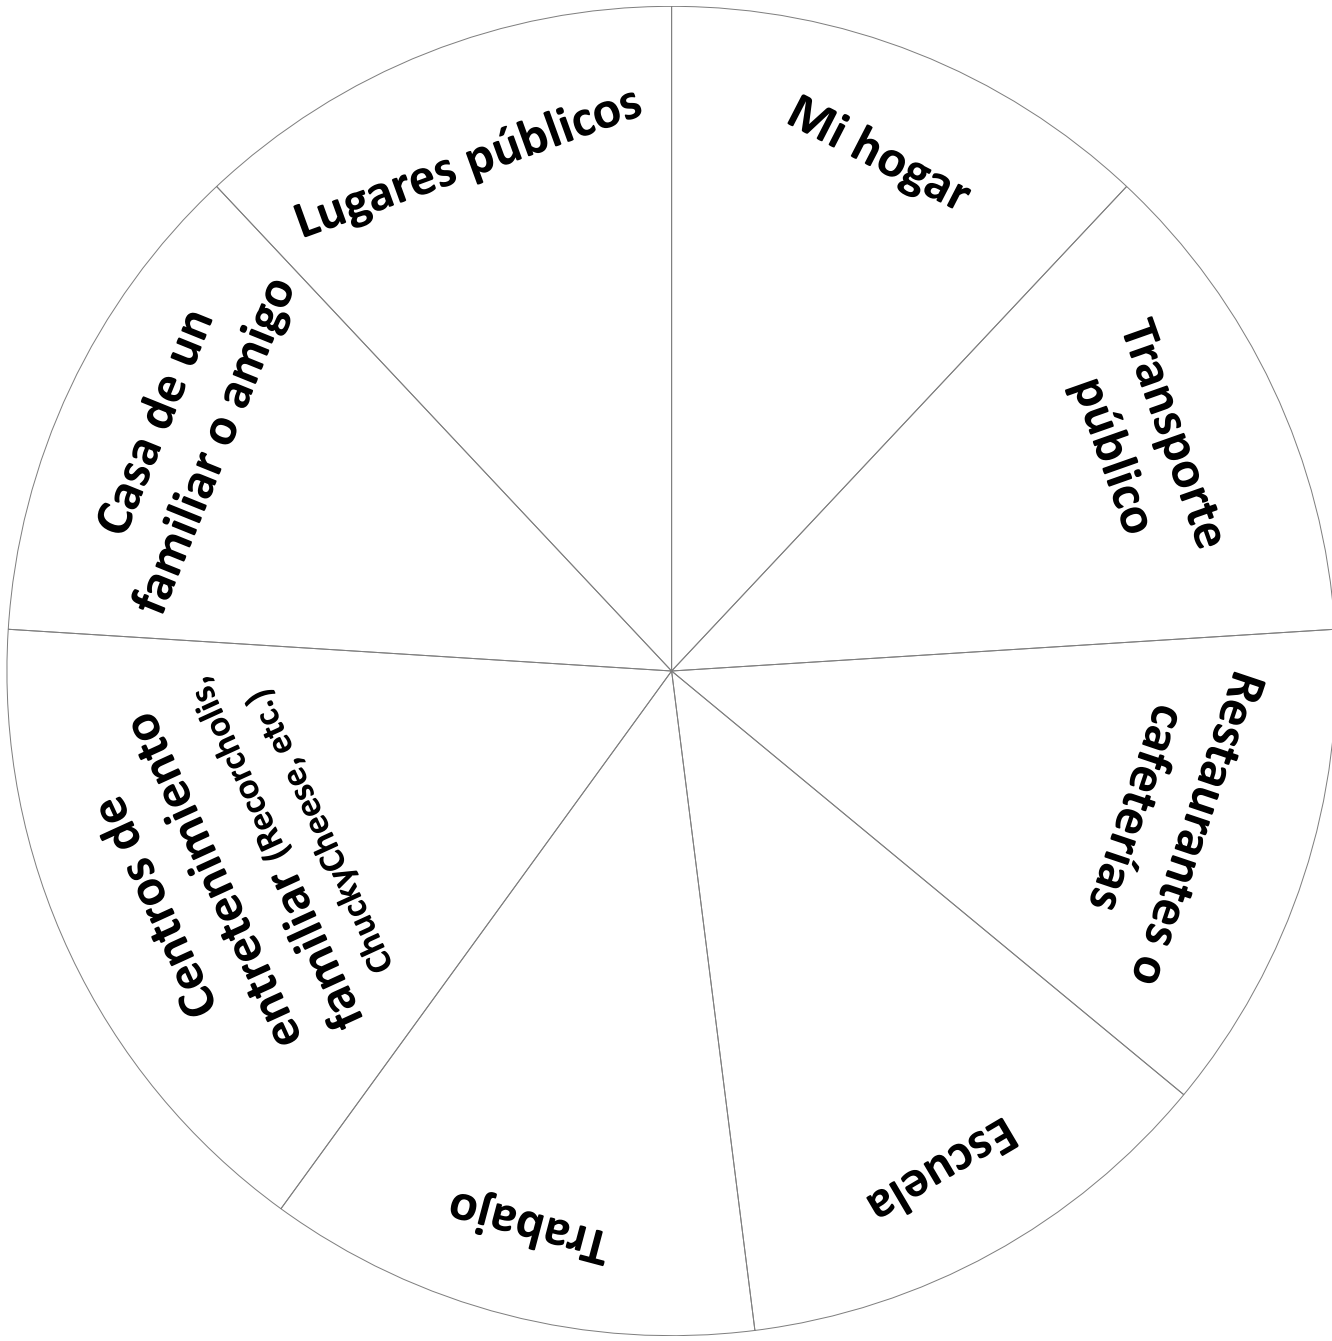 Mi hogar
Transporte
público
Restaurantes o
cafeterías
Escuela
Trabajo
Centros de
entretenimiento
familiar (Recorcholis,
ChuckyCheese, etc.)
Casa de un
familiar o amigo
Lugares públicos